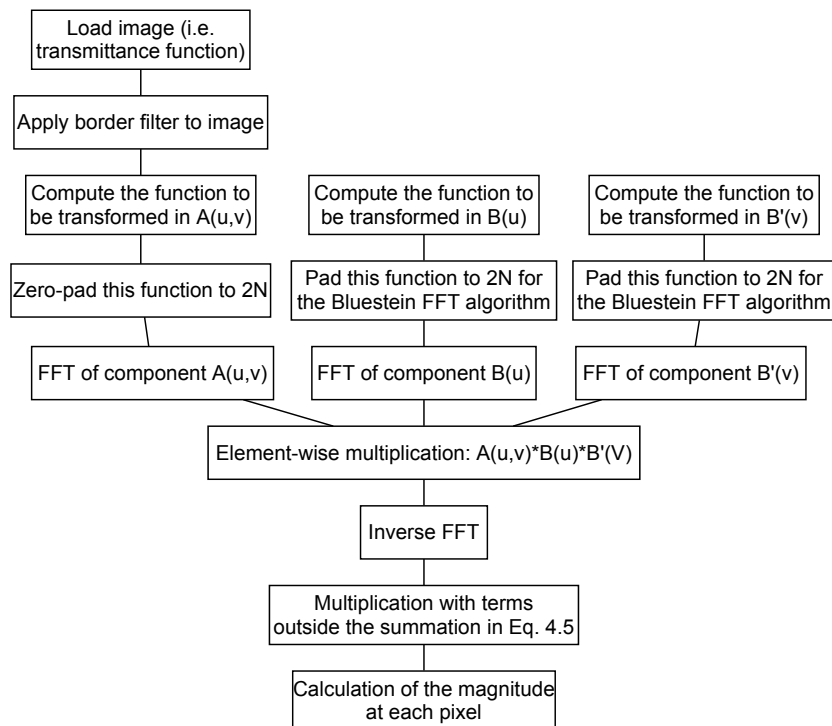 Load image (i.e.
transmittance function)
Apply border filter to image
Compute the function to
be transformed in A(u,v)
Compute the function to
be transformed in B(u)
Compute the function to
be transformed in B'(v)
Zero-pad this function to 2N
Pad this function to 2N for
the Bluestein FFT algorithm
Pad this function to 2N for
the Bluestein FFT algorithm
FFT of component A(u,v)
FFT of component B(u)
FFT of component B'(v)
Element-wise multiplication: A(u,v)*B(u)*B'(V)
Inverse FFT
Multiplication with terms
outside the summation in Eq. 4.5
Calculation of the magnitude
at each pixel